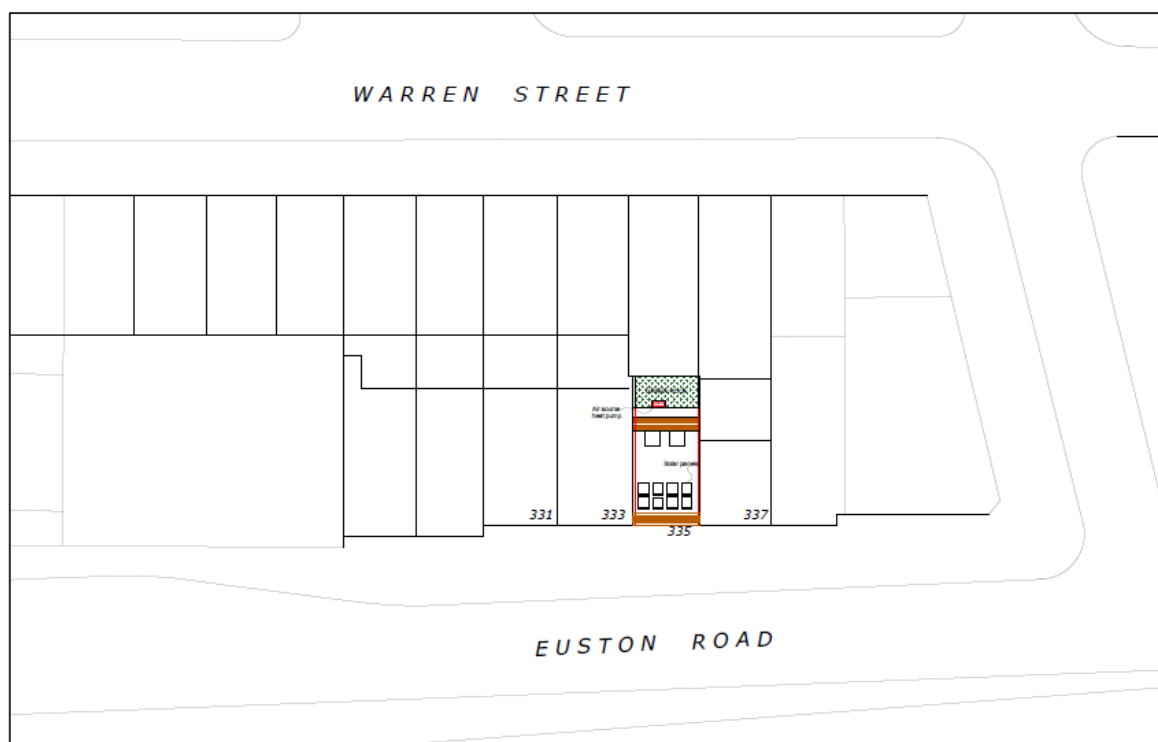 WARREN STREET
Air source
heat pump
Solar panels
331
333
337
335
EUSTON ROAD